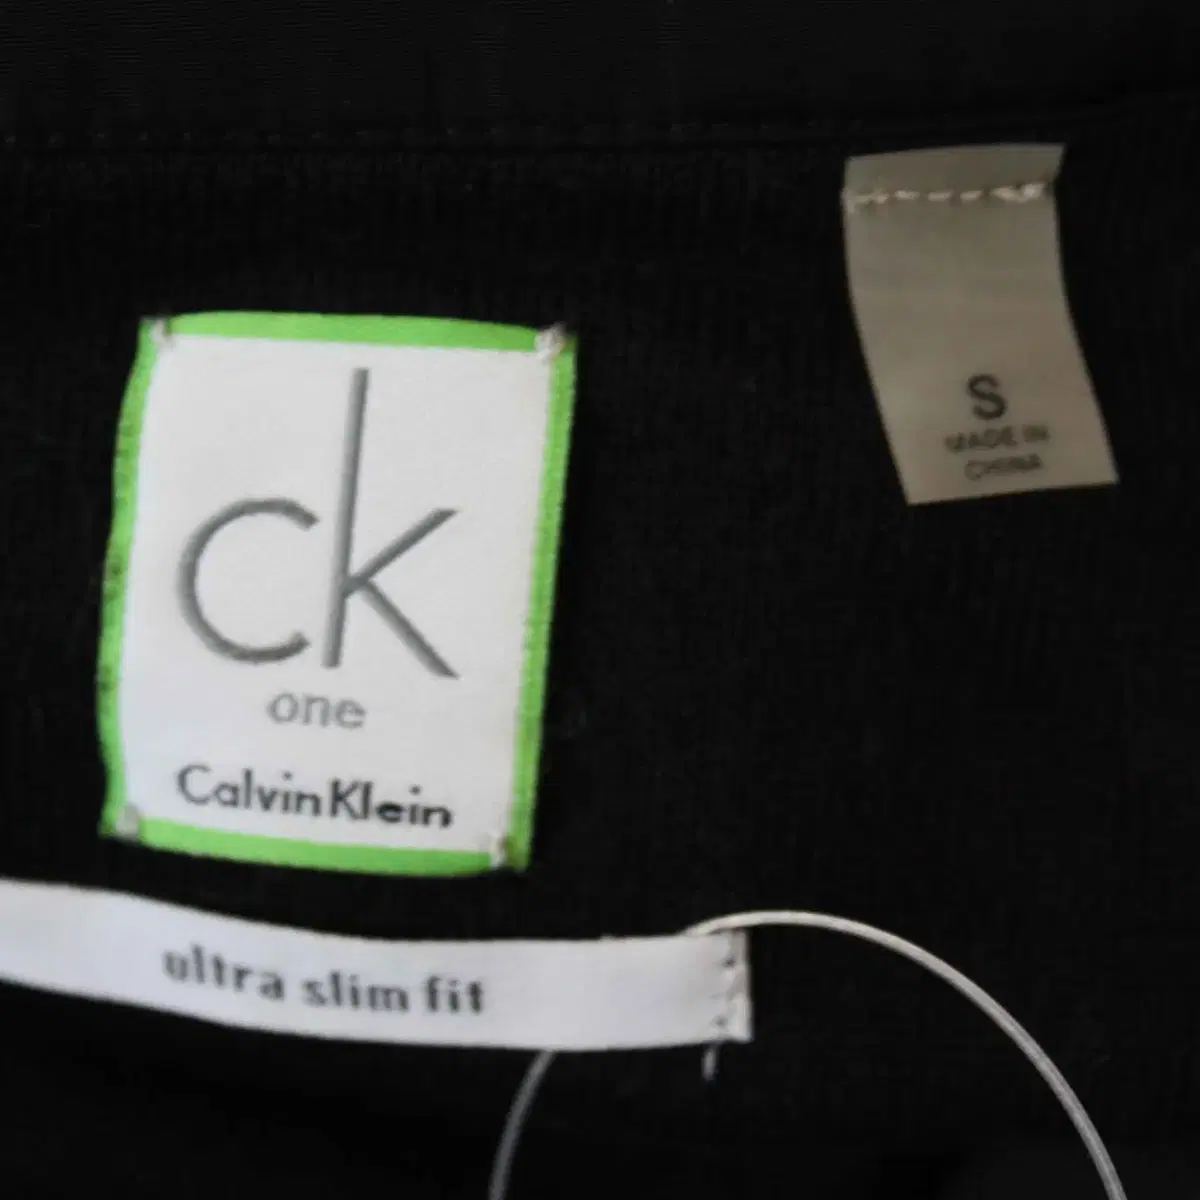 ck
one
Calvin Klein
ultra slim fit
S
MADE IN
CHINA